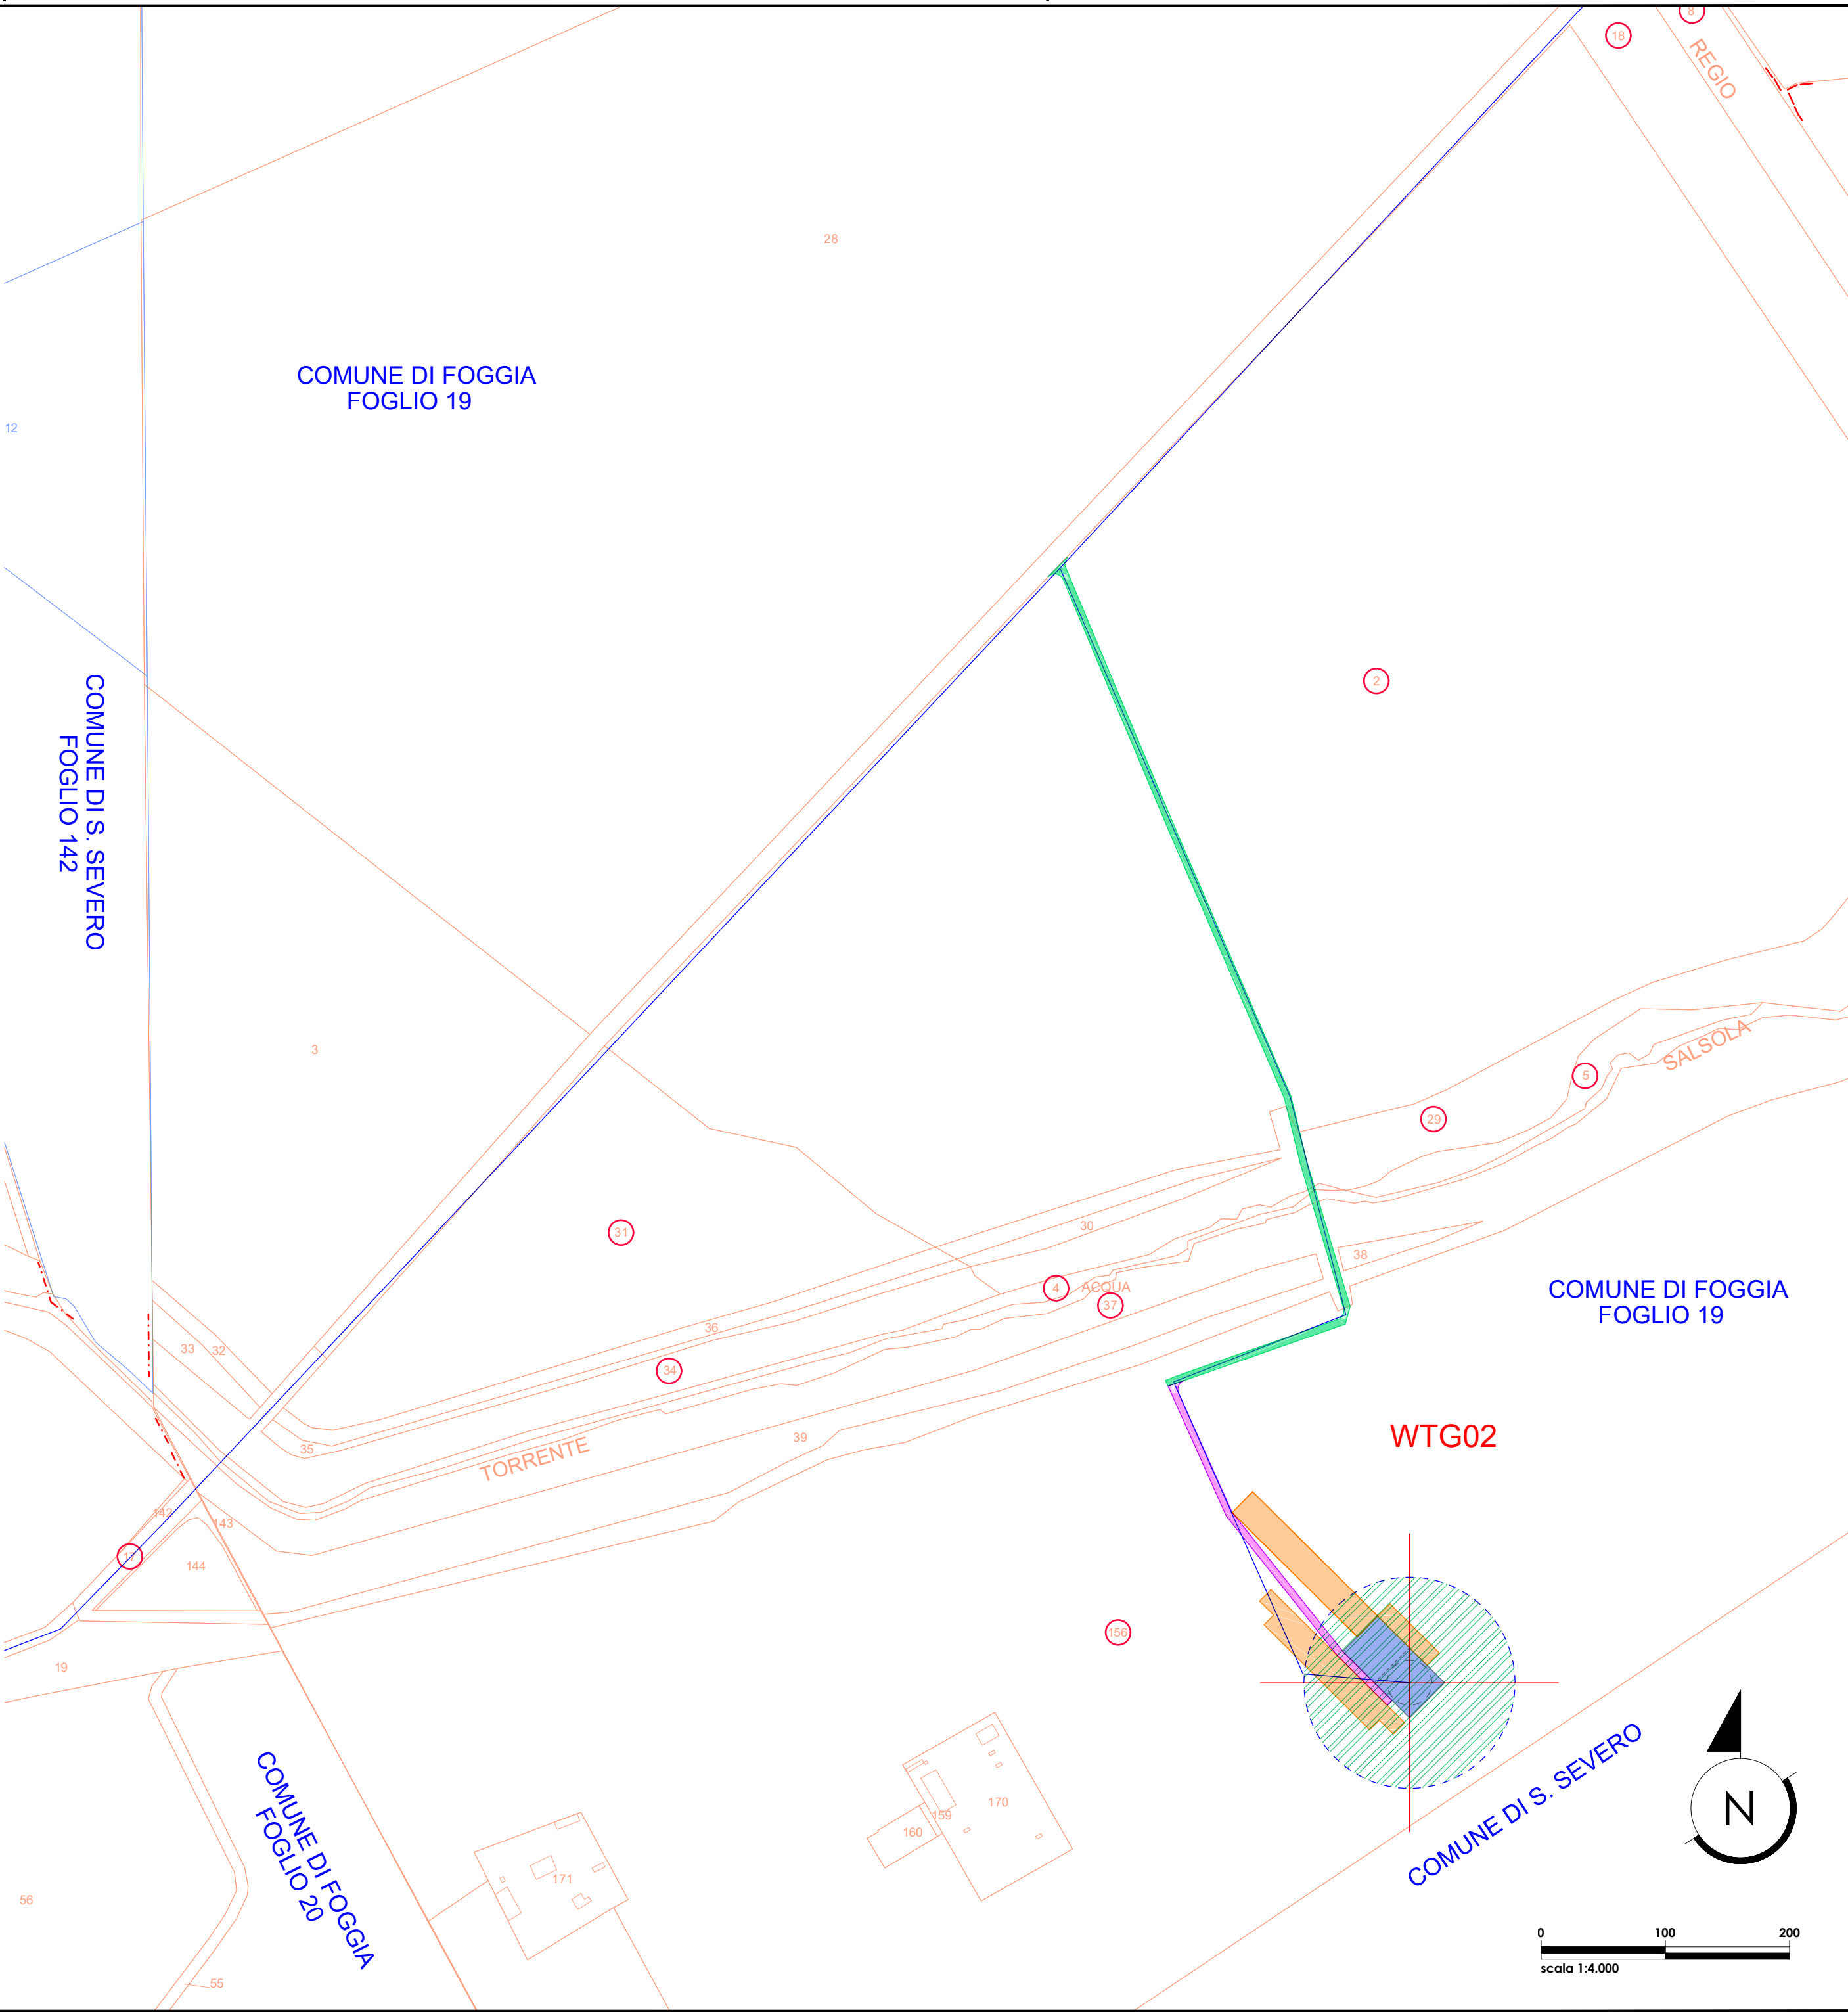 8
18
REGIO
28
COMUNE DI FOGGIA
FOGLIO 19
12
2
COMUNE DI S. SEVERO
FOGLIO 142
3
SALSOLA
5
29
31
30
38
4
ACQUA
37
COMUNE DI FOGGIA
FOGLIO 19
36
33
32
34
35
39
TORRENTE
WTG02
142
143
17
144
156
19
COMUNE DI S. SEVERO
N
170
159
160
COMUNE DI FOGGIA
FOGLIO 20
171
56
55
0
100
200
scala 1:4.000